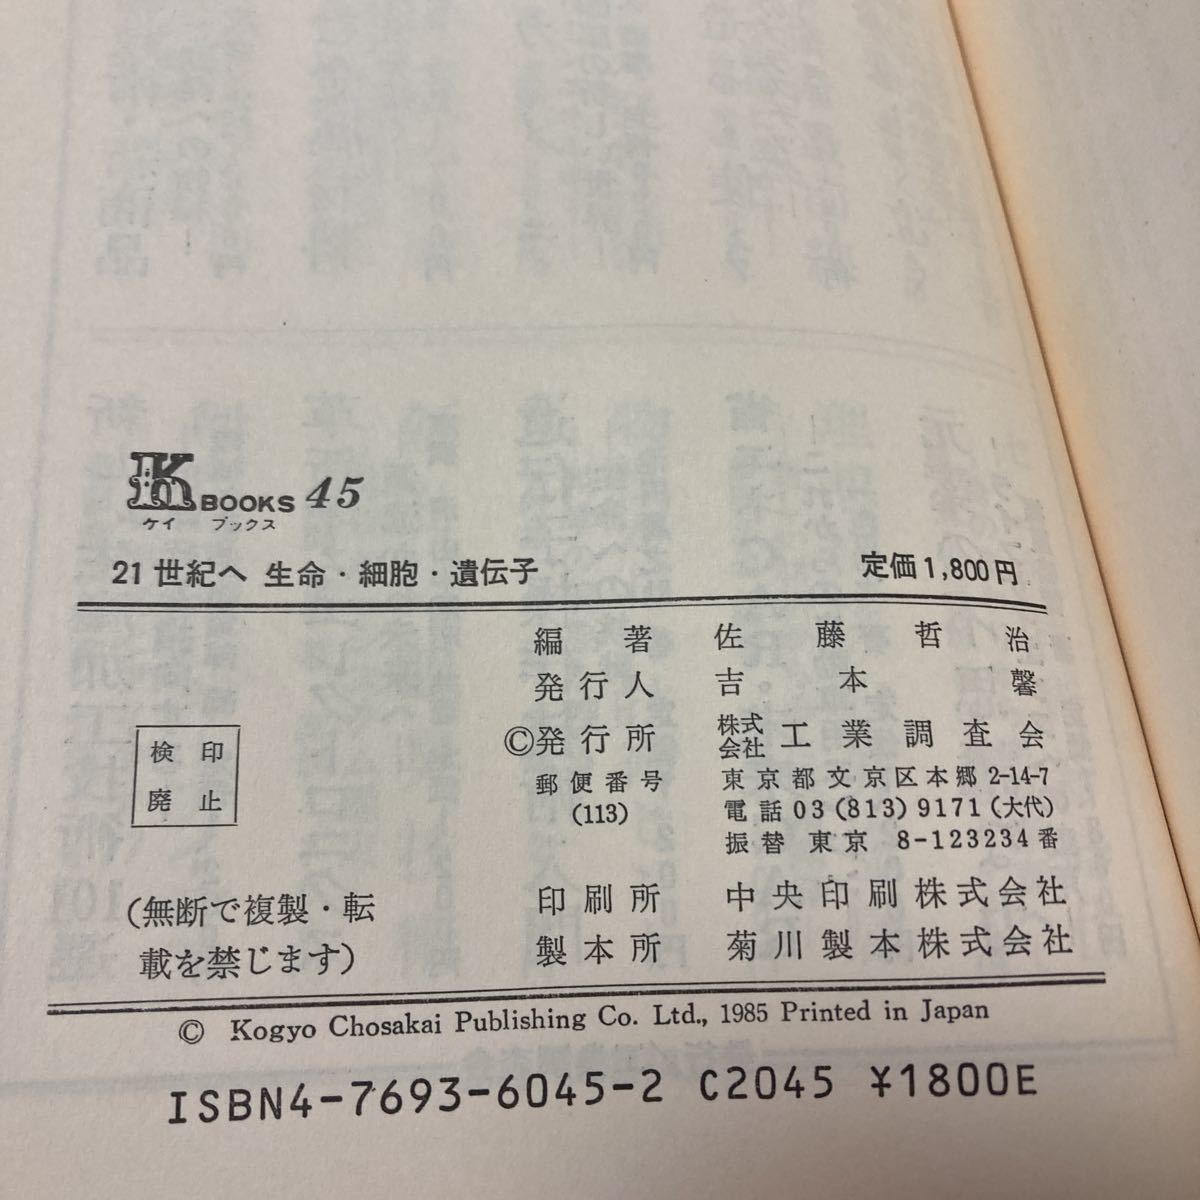 K BOOKS 45
ケイ ブックス
21世紀へ 生命・細胞・遺伝子
定価1,800円
編著 佐藤哲治
発行人 吉本馨
©発行所 株式会社 工業調査会
郵便番号 東京都文京区本郷2-14-7
(113) 電話03(813)9171(大代)
振替 東京 8-123234番
検印
廃止
(無断で複製・転
載を禁じます)
印刷所 中央印刷株式会社
製本所 菊川製本株式会社
© Kogyo Chosakai Publishing Co. Ltd., 1985 Printed in Japan
ISBN4-7693-6045-2 C2045 ¥1800E